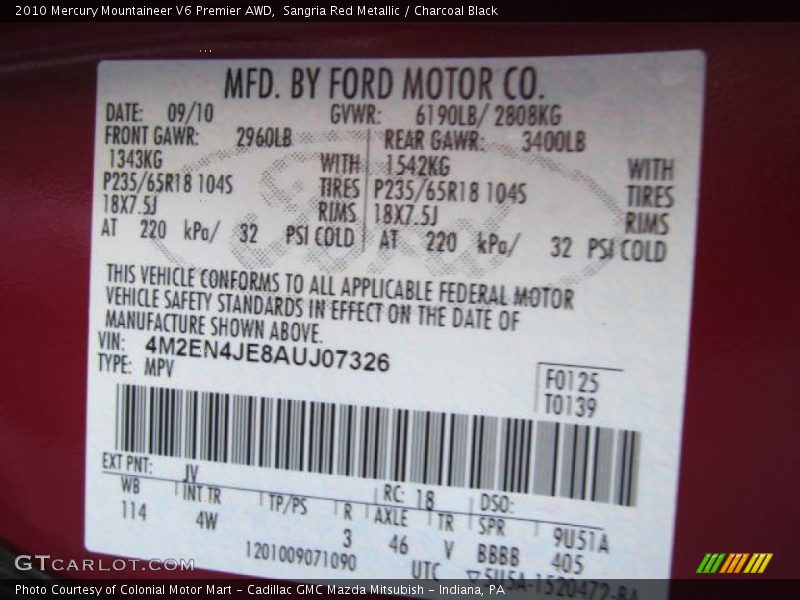 2010 Mercury Mountaineer V6 Premier AWD, Sangria Red Metallic / Charcoal Black
MFD. BY FORD MOTOR CO.
DATE: 09/10 GVWR: 6190LB/ 2808KG
FRONT GAWR: 2960LB REAR GAWR: 3400LB
1343KG WITH 1542KG WITH
P235/65R18 104S TIRES P235/65R18 104S TIRES
18X7.5J RIMS 18X7.5J RIMS
AT 220 kPa/ 32 PSI COLD AT 220 kPa/ 32 PSI COLD
THIS VEHICLE CONFORMS TO ALL APPLICABLE FEDERAL MOTOR
VEHICLE SAFETY STANDARDS IN EFFECT ON THE DATE OF
MANUFACTURE SHOWN ABOVE.
VIN: 4M2EN4JE8AUJ07326
TYPE: MPV
F0125
T0139
EXT PNT: JV RC: 18 DSO:
WB INT TR TP/PS R AXLE TR SPR 9U51A
114 4W 3 46 V BBBB 405
1201009071090 UTC ▽5U5A-1520472-BA
GTCARLOT.COM
Photo Courtesy of Colonial Motor Mart - Cadillac GMC Mazda Mitsubish - Indiana, PA